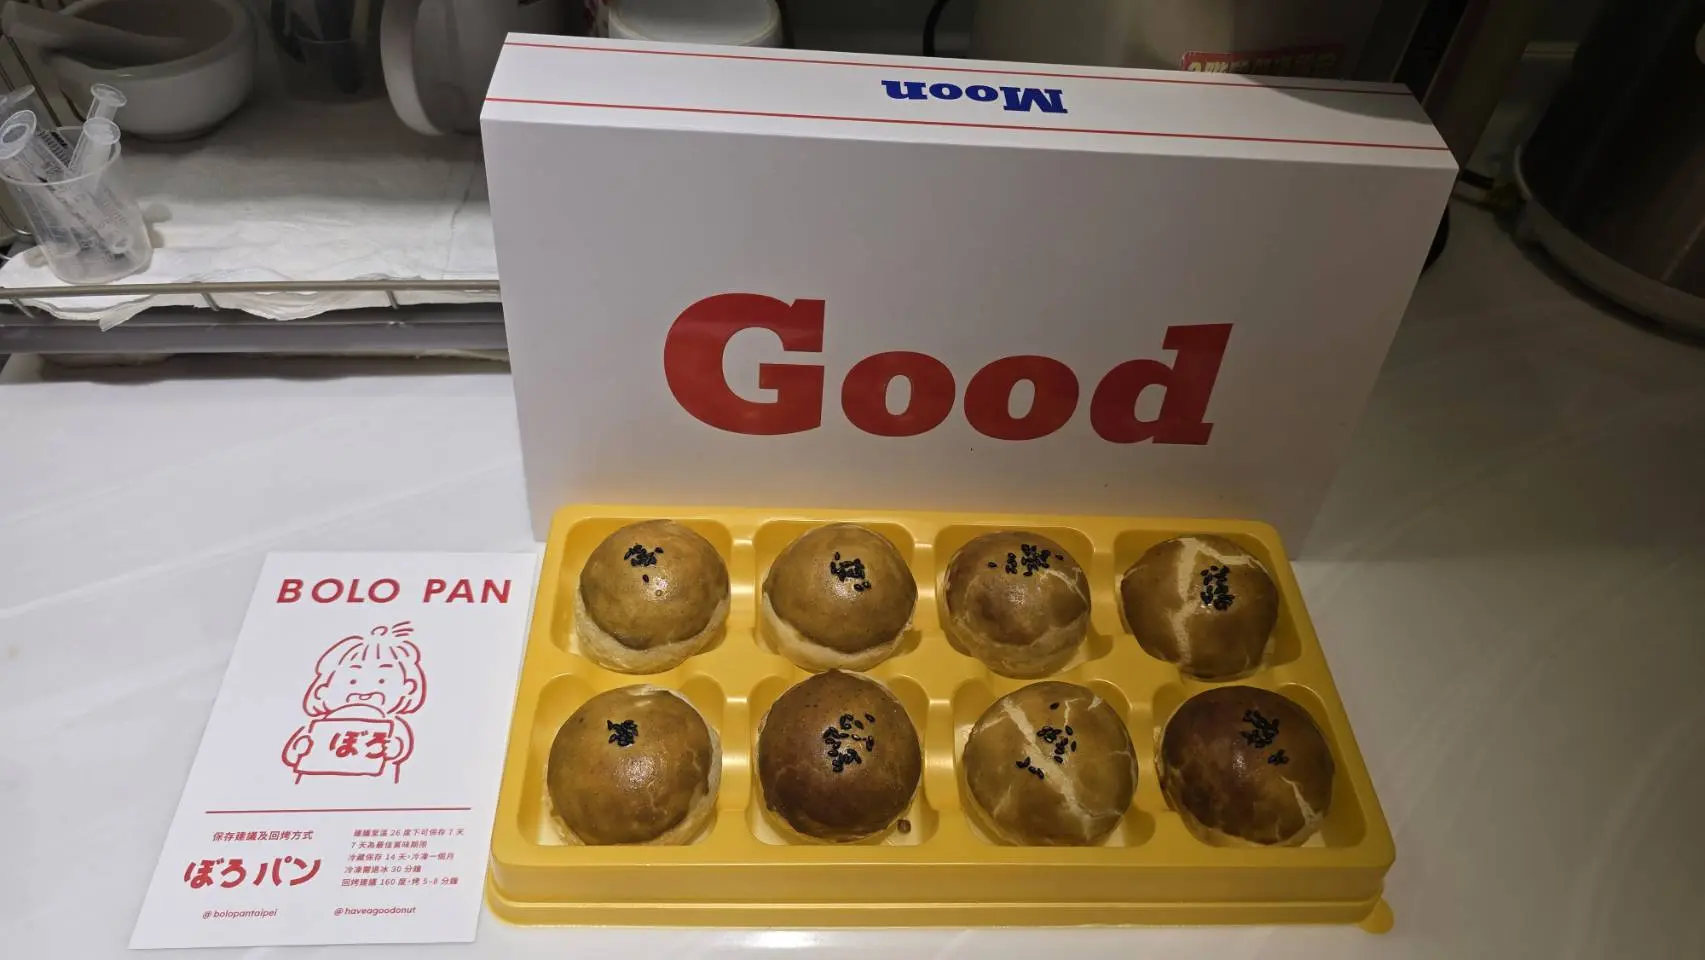 Moon
Good
BOLO PAN
ぼろ
保存建議及回烤方式
ぼろパン
建議室溫 26 度下可保存 7 天
7 天為最佳賞味期限
冷藏保存 14 天,冷凍一個月
冷凍需退冰 30 分鐘
回烤建議 160 度,烤 5-8 分鐘
@bolopantaipei
@haveagoodonut